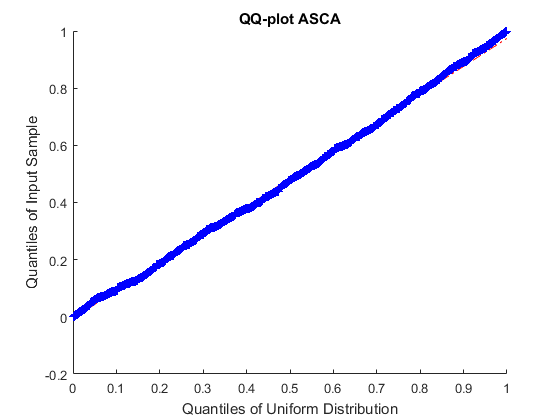 QQ-plot ASCA
Quantiles of Input Sample
1
0.8
0.6
0.4
0.2
0
-0.2
0 0.1 0.2 0.3 0.4 0.5 0.6 0.7 0.8 0.9 1
Quantiles of Uniform Distribution